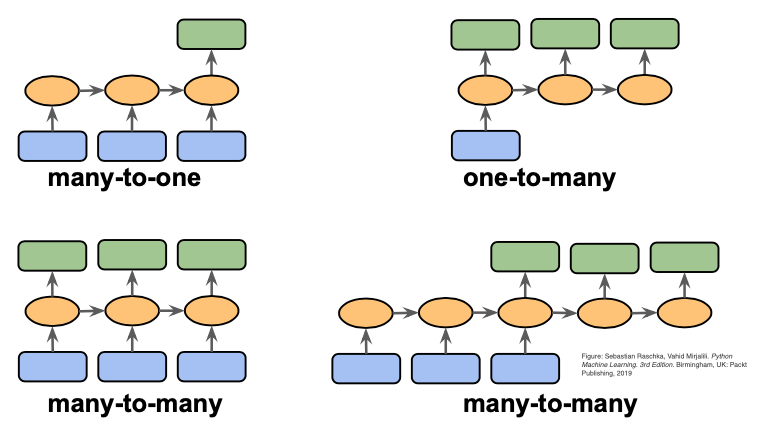 many-to-one
one-to-many
many-to-many
Figure: Sebastian Raschka, Vahid Mirjalili. Python
Machine Learning. 3rd Edition. Birmingham, UK: Packt
Publishing, 2019
many-to-many